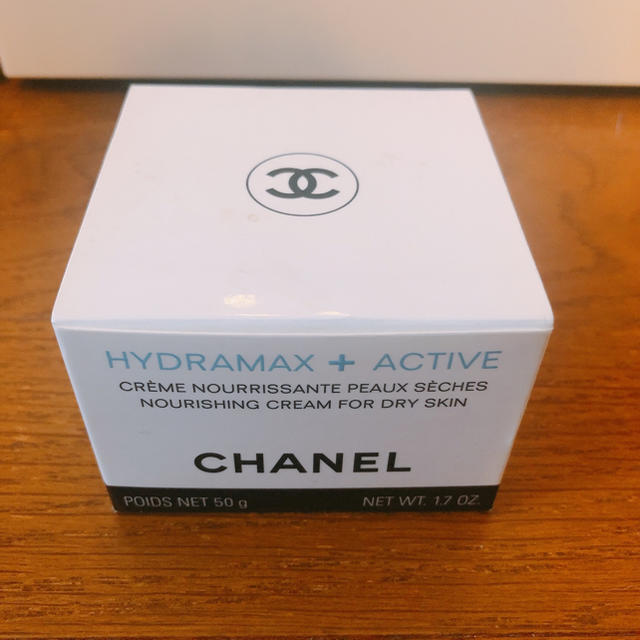 HYDRAMAX + ACTIVE
CRÈME NOURRISSANTE PEAUX SÈCHES
NOURISHING CREAM FOR DRY SKIN
CHANEL
POIDS NET 50 g NET WT. 1.7 OZ.